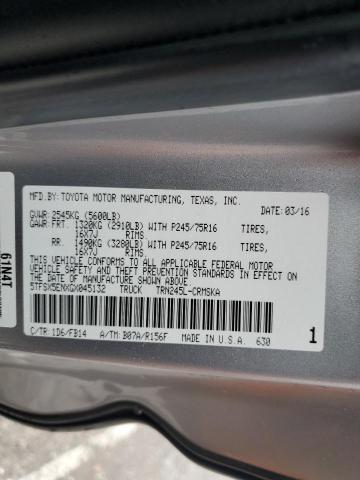 MFD.BY: TOYOTA MOTOR MANUFACTURING, TEXAS, INC.
GVWR: 2545KG (5600LB) DATE: 03/16
GAWR: FRT. 1320KG (2910LB) WITH P245/75R16 TIRES,
16X7J RIMS.
RR. 1490KG (3280LB) WITH P245/75R16 TIRES,
16X7J RIMS.
THIS VEHICLE CONFORMS TO ALL APPLICABLE FEDERAL MOTOR
VEHICLE SAFETY AND THEFT PREVENTION STANDARDS IN EFFECT
ON THE DATE OF MANUFACTURE SHOWN ABOVE.
5TFSX5ENXGX045132 TRUCK TRN245L-CRMSKA
C/TR: 1D6/FB14 A/TM: B07A/R156F MADE IN U.S.A. 630
1
61N4T